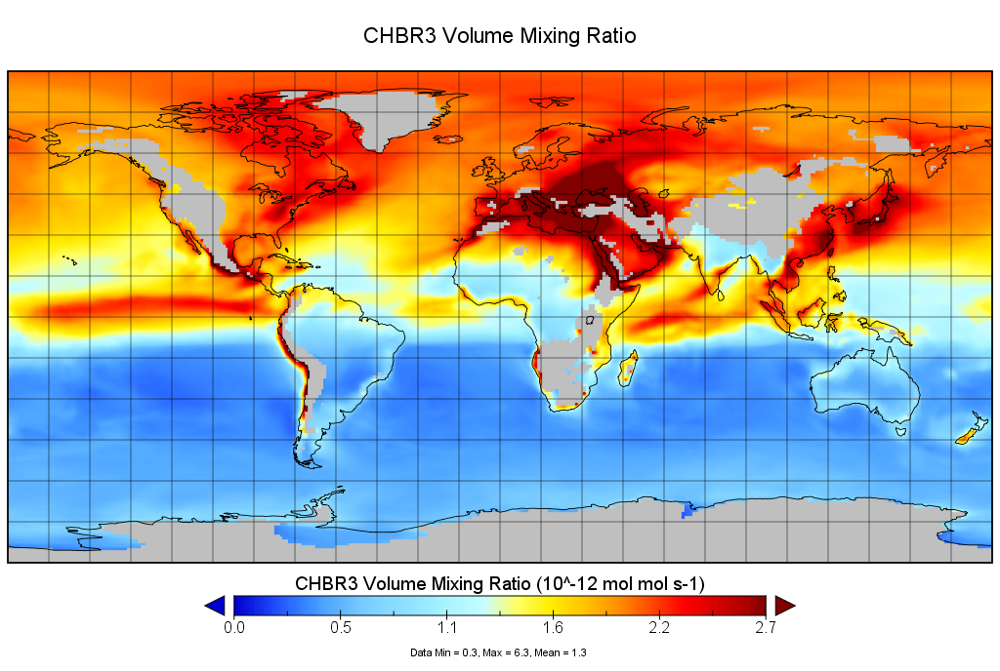 CHBR3 Volume Mixing Ratio
CHBR3 Volume Mixing Ratio (10^-12 mol mol s-1)
0.0 0.5 1.1 1.6 2.2 2.7
Data Min = 0.3, Max = 6.3, Mean = 1.3